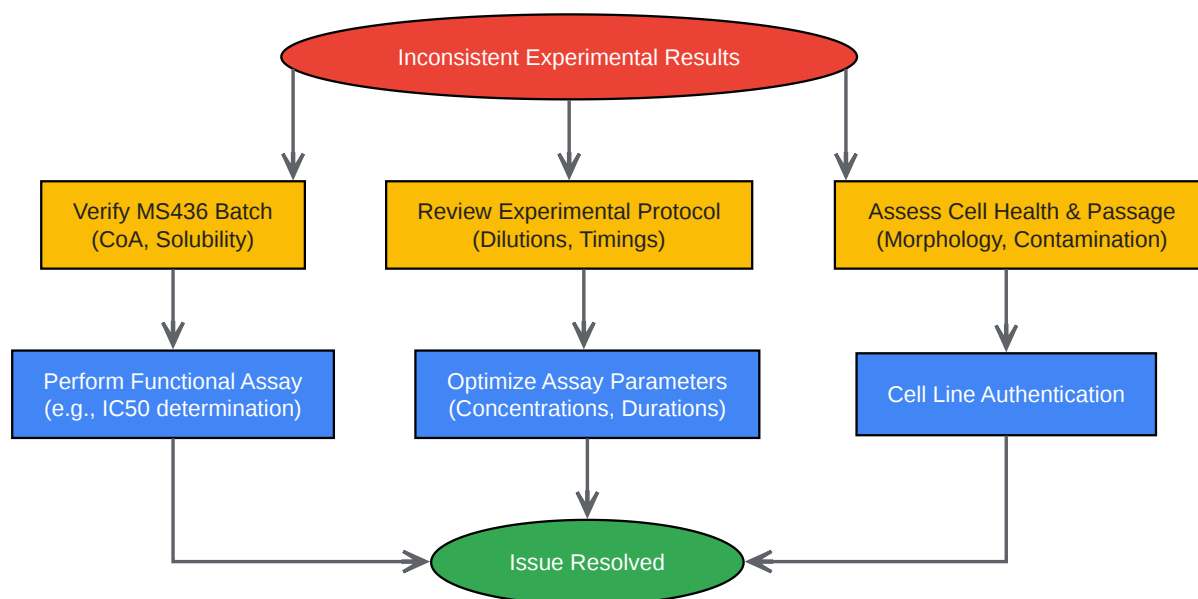 Inconsistent Experimental Results
Verify MS436 Batch
(CoA, Solubility)
Review Experimental Protocol
(Dilutions, Timings)
Assess Cell Health & Passage
(Morphology, Contamination)
Perform Functional Assay
(e.g., IC50 determination)
Optimize Assay Parameters
(Concentrations, Durations)
Cell Line Authentication
Issue Resolved